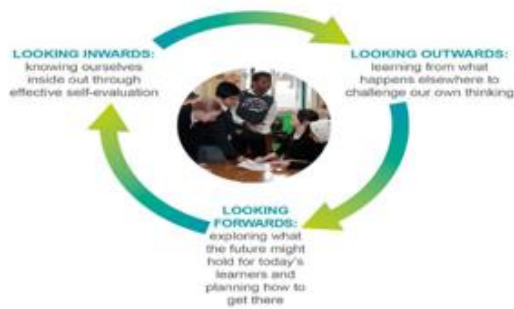 LOOKING INWARDS:
knowing ourselves
inside out through
effective self-evaluation
LOOKING OUTWARDS:
learning from what
happens elsewhere to
challenge our own thinking
LOOKING
FORWARDS:
exploring what
the future might
hold for today's
learners and
planning how to
get there